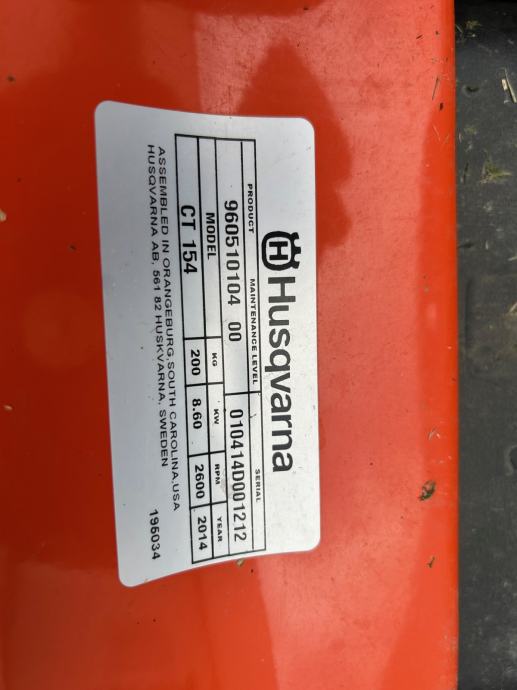 H Husqvarna
PRODUCT MAINTENANCE LEVEL SERIAL
960510104 00 010414D001212
MODEL KG KW RPM YEAR
CT 154 200 8.60 2600 2014
ASSEMBLED IN ORANGEBURG, SOUTH CAROLINA,USA
HUSQVARNA AB, 561 82 HUSKVARNA, SWEDEN
195034